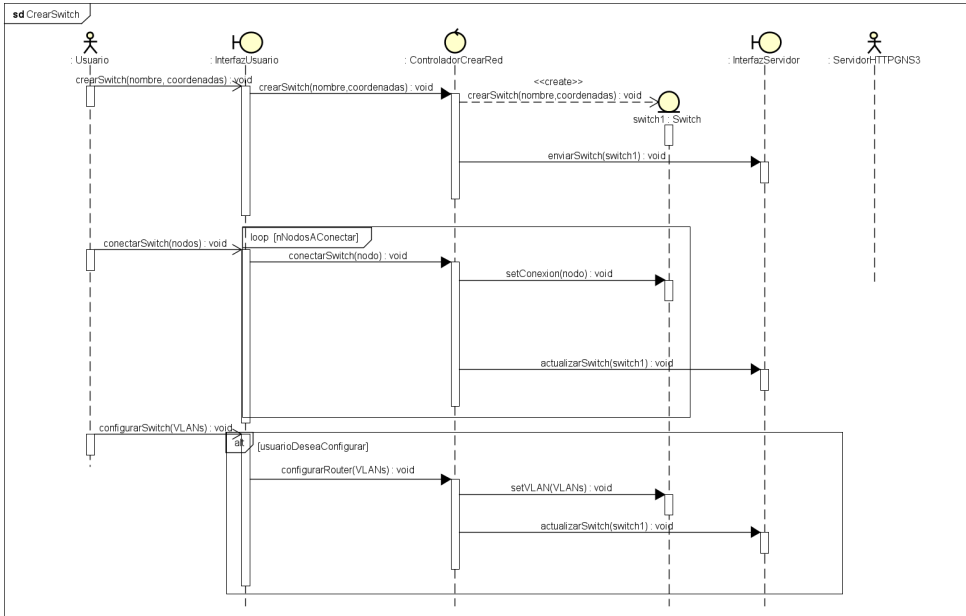 sd CrearSwitch
: Usuario
: InterfazUsuario
: ControladorCrearRed
: InterfazServidor
: ServidorHTTPGNS3
crearSwitch(nombre, coordenadas) : void
crearSwitch(nombre,coordenadas) : void
<<create>>
crearSwitch(nombre,coordenadas) : void
switch1 : Switch
enviarSwitch(switch1) : void
loop [nNodosAConectar]
conectarSwitch(nodos) : void
conectarSwitch(nodo) : void
setConexion(nodo) : void
actualizarSwitch(switch1) : void
configurarSwitch(VLANs) : void
alt [usuarioDeseaConfigurar]
configurarRouter(VLANs) : void
setVLAN(VLANs) : void
actualizarSwitch(switch1) : void